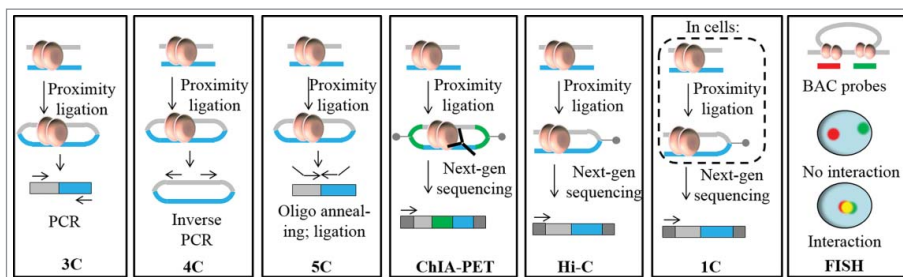 Proximity
ligation
PCR
3C
Proximity
ligation
Inverse
PCR
4C
Proximity
ligation
Oligo anneal-
ing; ligation
5C
Proximity
ligation
Next-gen
sequencing
ChIA-PET
Proximity
ligation
Next-gen
sequencing
Hi-C
In cells:
Proximity
ligation
Next-gen
sequencing
1C
BAC probes
No interaction
Interaction
FISH